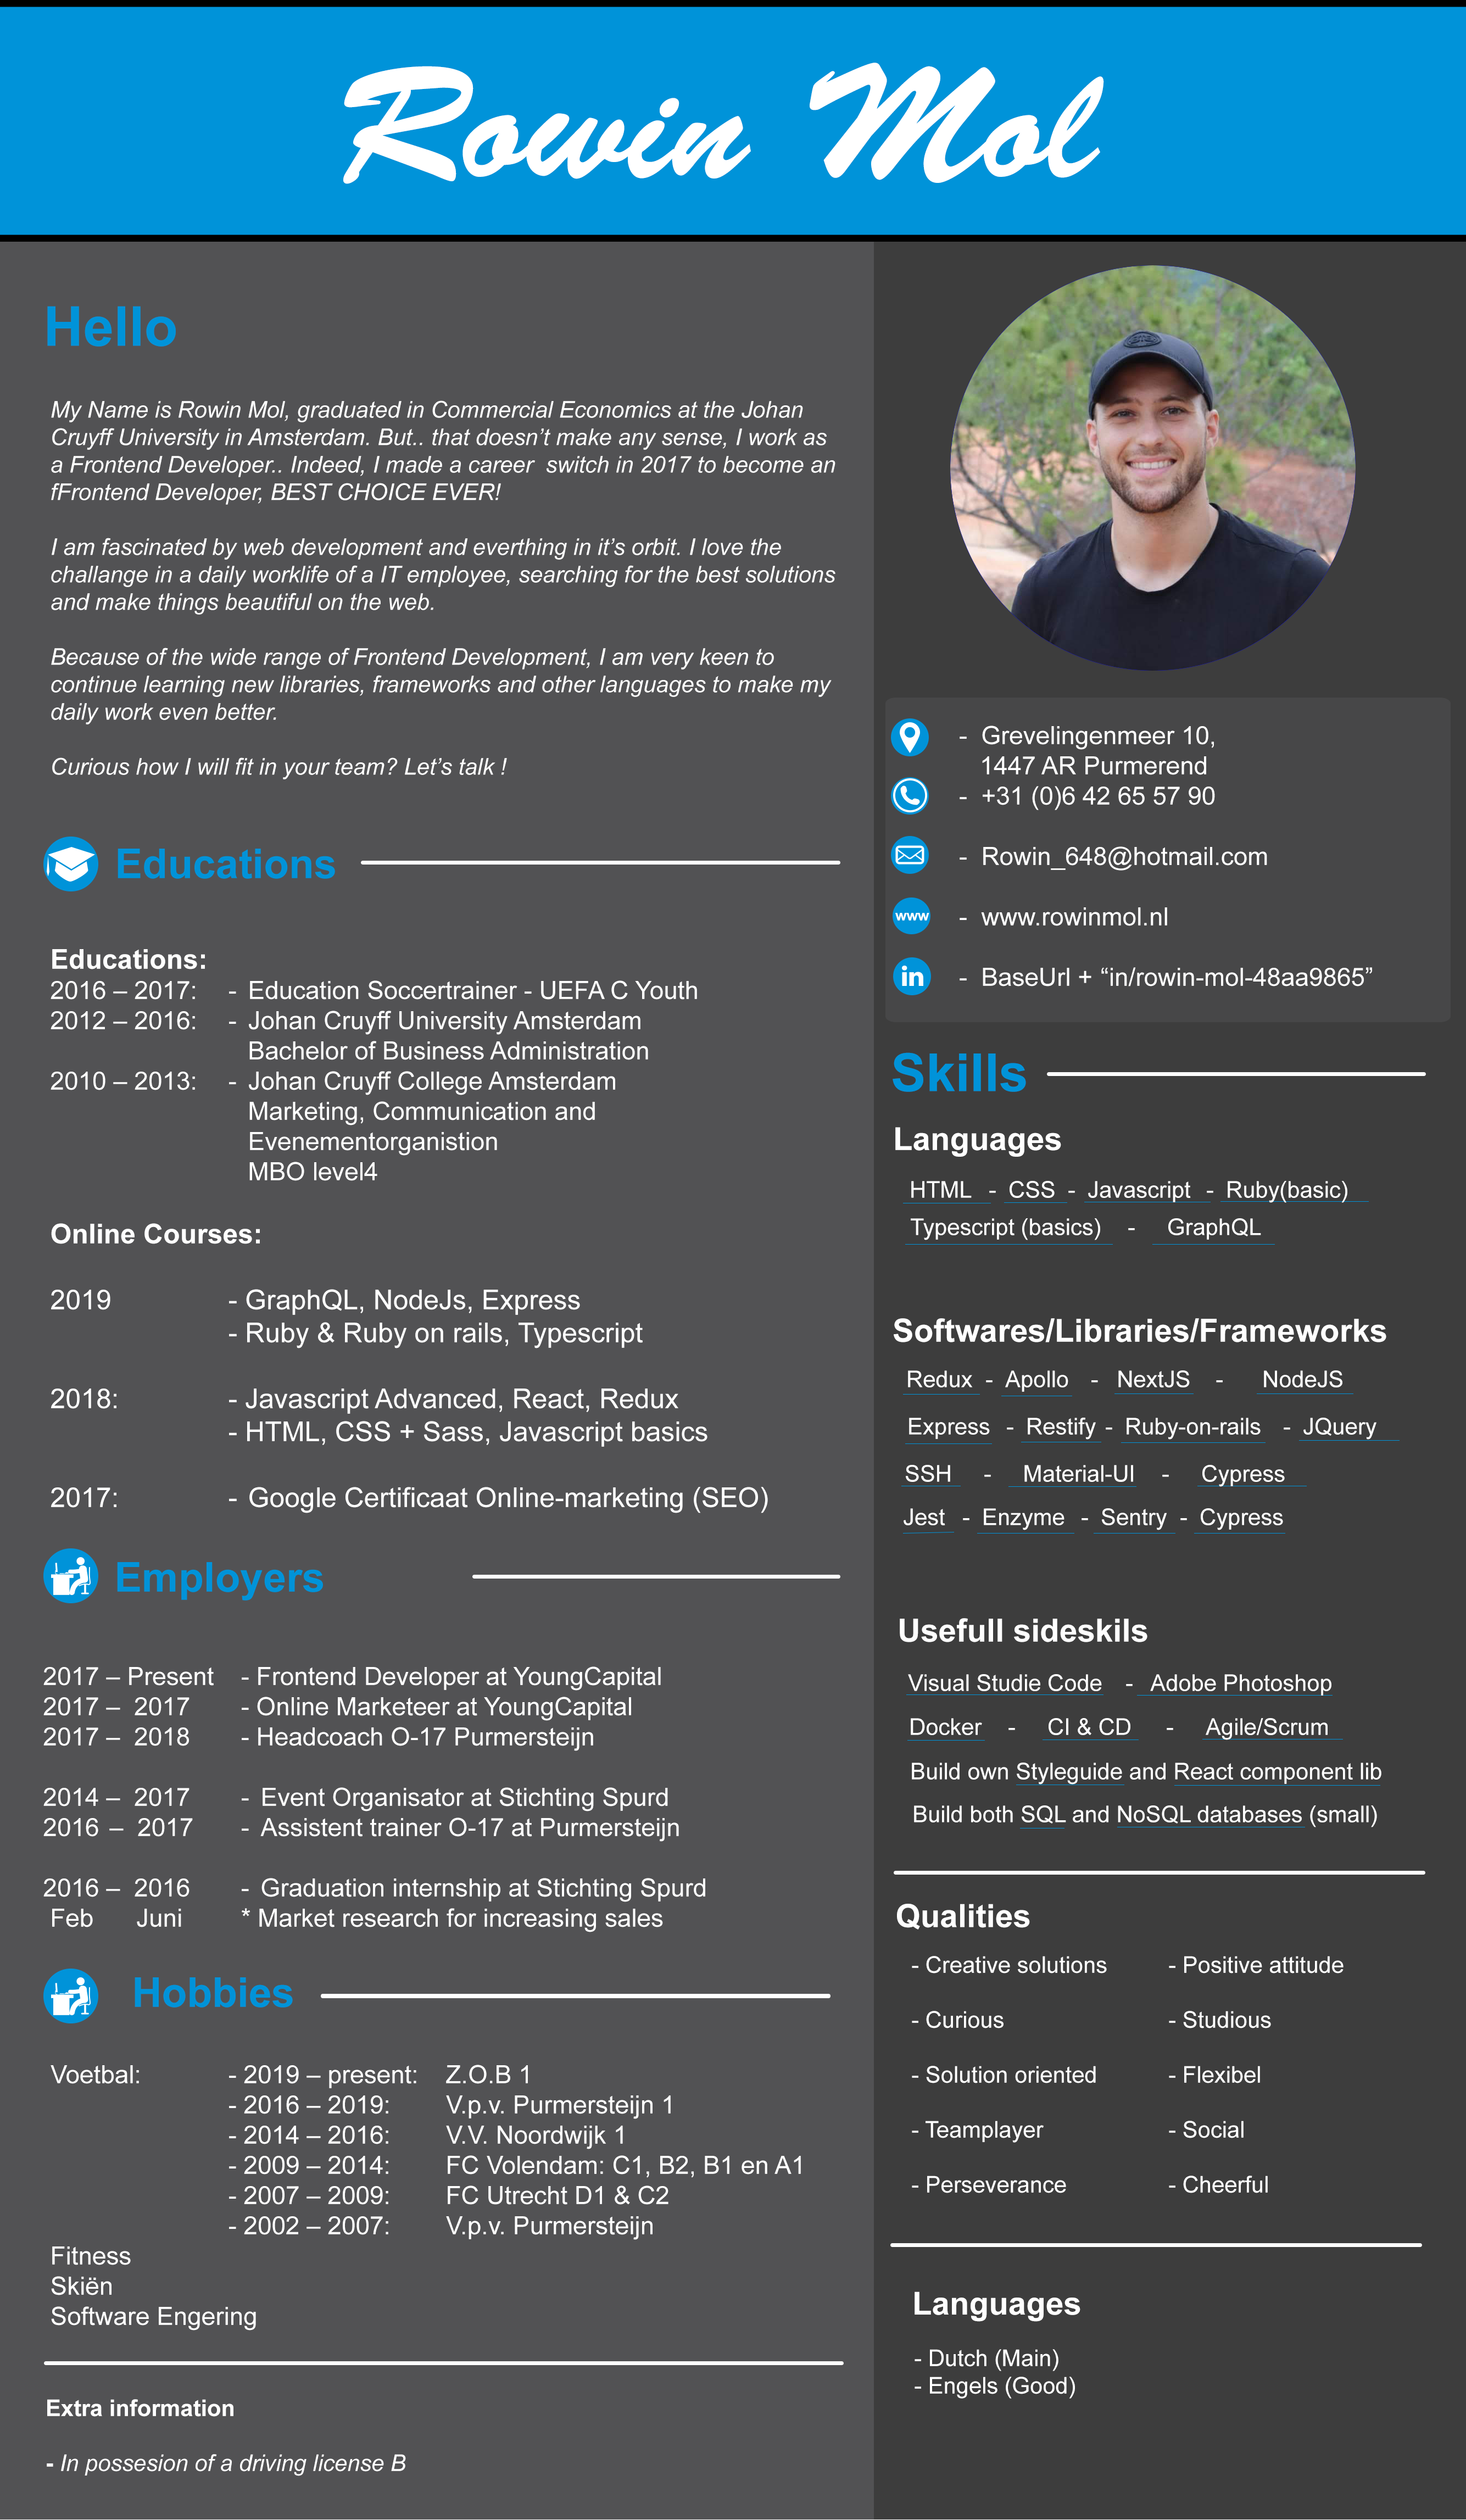 Rowin Mol
Hello
My Name is Rowin Mol, graduated in Commercial Economics at the Johan
Cruyff University in Amsterdam. But.. that doesn't make any sense, I work as
a Frontend Developer.. Indeed, I made a career  switch in 2017 to become an
fFrontend Developer, BEST CHOICE EVER!
I am fascinated by web development and everthing in it's orbit. I love the
challange in a daily worklife of a IT employee, searching for the best solutions
and make things beautiful on the web.
Because of the wide range of Frontend Development, I am very keen to
continue learning new libraries, frameworks and other languages to make my
daily work even better.
Curious how I will fit in your team? Let's talk !
Educations
Educations:
2016 – 2017: - Education Soccertrainer - UEFA C Youth
2012 – 2016: - Johan Cruyff University Amsterdam
Bachelor of Business Administration
2010 – 2013: - Johan Cruyff College Amsterdam
Marketing, Communication and
Evenementorganistion
MBO level4
Online Courses:
2019 - GraphQL, NodeJs, Express
- Ruby & Ruby on rails, Typescript
2018: - Javascript Advanced, React, Redux
- HTML, CSS + Sass, Javascript basics
2017: - Google Certificaat Online-marketing (SEO)
Employers
2017 – Present - Frontend Developer at YoungCapital
2017 – 2017 - Online Marketeer at YoungCapital
2017 – 2018 - Headcoach O-17 Purmersteijn
2014 – 2017 - Event Organisator at Stichting Spurd
2016 – 2017 - Assistent trainer O-17 at Purmersteijn
2016 – 2016 - Graduation internship at Stichting Spurd
Feb Juni * Market research for increasing sales
Hobbies
Voetbal: - 2019 – present: Z.O.B 1
- 2016 – 2019: V.p.v. Purmersteijn 1
- 2014 – 2016: V.V. Noordwijk 1
- 2009 – 2014: FC Volendam: C1, B2, B1 en A1
- 2007 – 2009: FC Utrecht D1 & C2
- 2002 – 2007: V.p.v. Purmersteijn
Fitness
Skiën
Software Engering
Extra information
- In possesion of a driving license B
- Grevelingenmeer 10,
1447 AR Purmerend
- +31 (0)6 42 65 57 90
- Rowin_648@hotmail.com
www - www.rowinmol.nl
in - BaseUrl + “in/rowin-mol-48aa9865”
Skills
Languages
HTML - CSS - Javascript - Ruby(basic)
Typescript (basics) - GraphQL
Softwares/Libraries/Frameworks
Redux - Apollo - NextJS - NodeJS
Express - Restify - Ruby-on-rails - JQuery
SSH - Material-UI - Cypress
Jest - Enzyme - Sentry - Cypress
Usefull sideskils
Visual Studie Code - Adobe Photoshop
Docker - CI & CD - Agile/Scrum
Build own Styleguide and React component lib
Build both SQL and NoSQL databases (small)
Qualities
- Creative solutions - Positive attitude
- Curious - Studious
- Solution oriented - Flexibel
- Teamplayer - Social
- Perseverance - Cheerful
Languages
- Dutch (Main)
- Engels (Good)